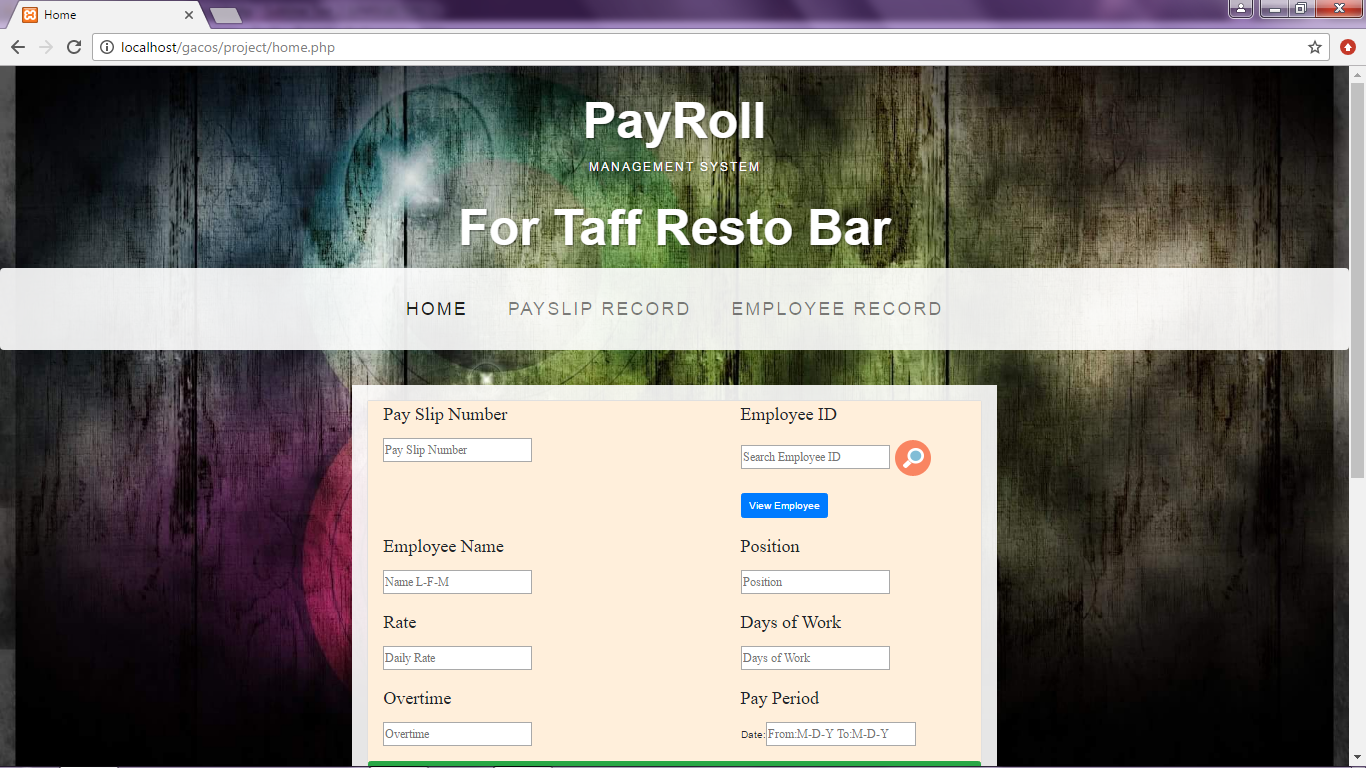 Home
localhost/gacos/project/home.php
PayRoll
MANAGEMENT SYSTEM
For Taff Resto Bar
HOME PAYSLIP RECORD EMPLOYEE RECORD
Pay Slip Number Employee ID
Pay Slip Number Search Employee ID
View Employee
Employee Name Position
Name L-F-M Position
Rate Days of Work
Daily Rate Days of Work
Overtime Pay Period
Overtime Date: From:M-D-Y To:M-D-Y